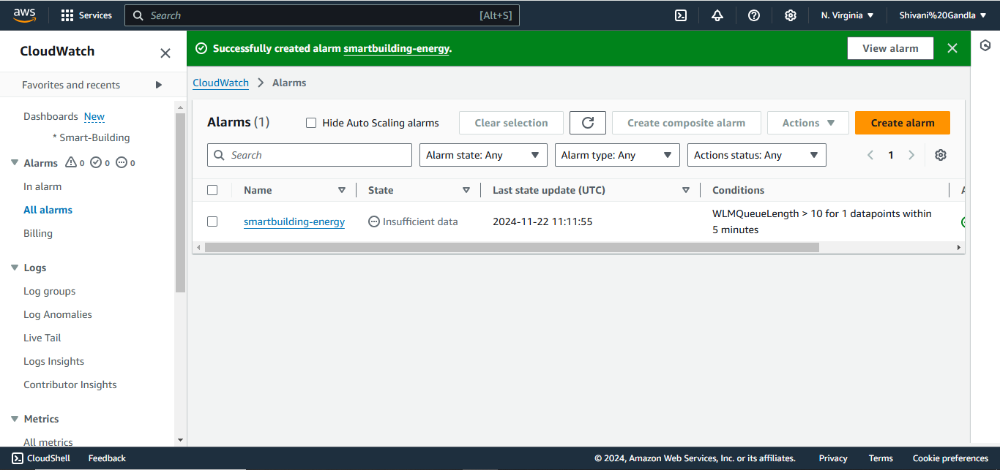 aws
Services
Search
[Alt+S]
N. Virginia
Shivani%20Gandla
CloudWatch
Favorites and recents
Dashboards New
* Smart-Building
Alarms 0 0 0
In alarm
All alarms
Billing
Logs
Log groups
Log Anomalies
Live Tail
Logs Insights
Contributor Insights
Metrics
All metrics
Successfully created alarm smartbuilding-energy.
View alarm
CloudWatch > Alarms
Alarms (1)
Hide Auto Scaling alarms
Clear selection
Create composite alarm
Actions
Create alarm
Search
Alarm state: Any
Alarm type: Any
Actions status: Any
1
Name
State
Last state update (UTC)
Conditions
smartbuilding-energy
Insufficient data
2024-11-22 11:11:55
WLMQueueLength > 10 for 1 datapoints within
5 minutes
CloudShell
Feedback
© 2024, Amazon Web Services, Inc. or its affiliates.
Privacy
Terms
Cookie preferences